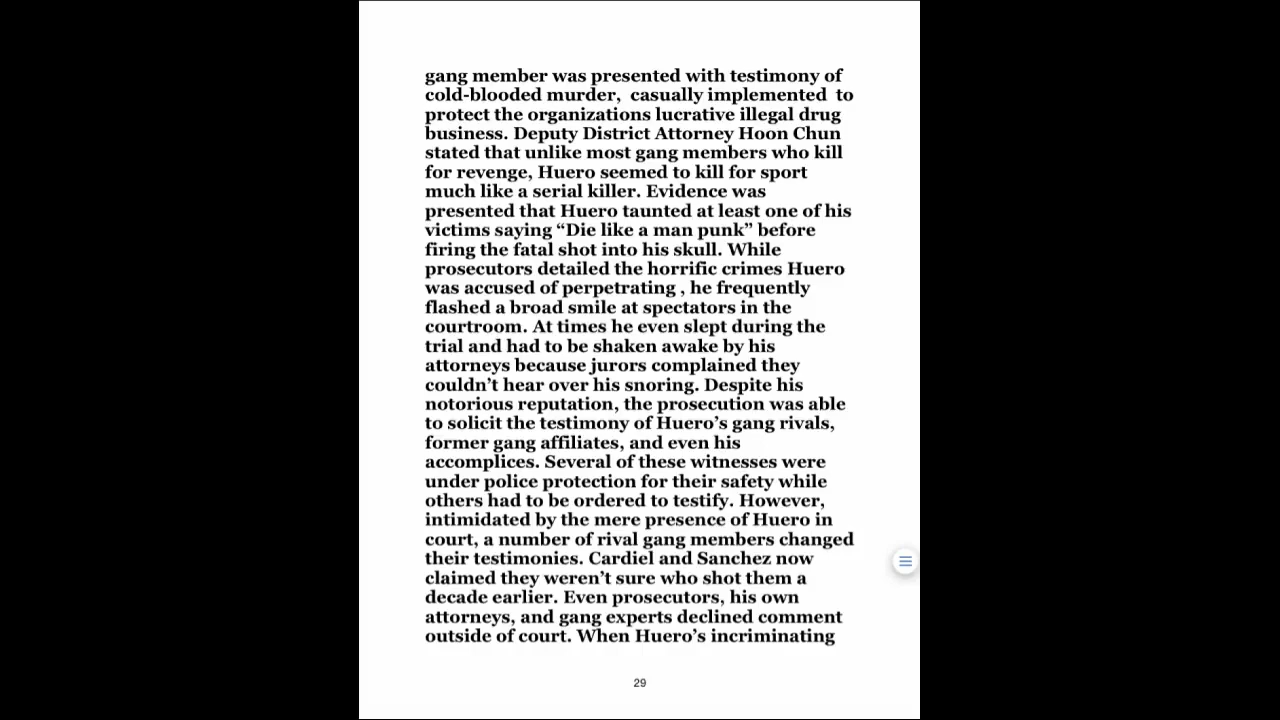 gang member was presented with testimony of
cold-blooded murder,  casually implemented  to
protect the organizations lucrative illegal drug
business. Deputy District Attorney Hoon Chun
stated that unlike most gang members who kill
for revenge, Huero seemed to kill for sport
much like a serial killer. Evidence was
presented that Huero taunted at least one of his
victims saying “Die like a man punk” before
firing the fatal shot into his skull. While
prosecutors detailed the horrific crimes Huero
was accused of perpetrating , he frequently
flashed a broad smile at spectators in the
courtroom. At times he even slept during the
trial and had to be shaken awake by his
attorneys because jurors complained they
couldn’t hear over his snoring. Despite his
notorious reputation, the prosecution was able
to solicit the testimony of Huero’s gang rivals,
former gang affiliates, and even his
accomplices. Several of these witnesses were
under police protection for their safety while
others had to be ordered to testify. However,
intimidated by the mere presence of Huero in
court, a number of rival gang members changed
their testimonies. Cardiel and Sanchez now
claimed they weren’t sure who shot them a
decade earlier. Even prosecutors, his own
attorneys, and gang experts declined comment
outside of court. When Huero’s incriminating
29